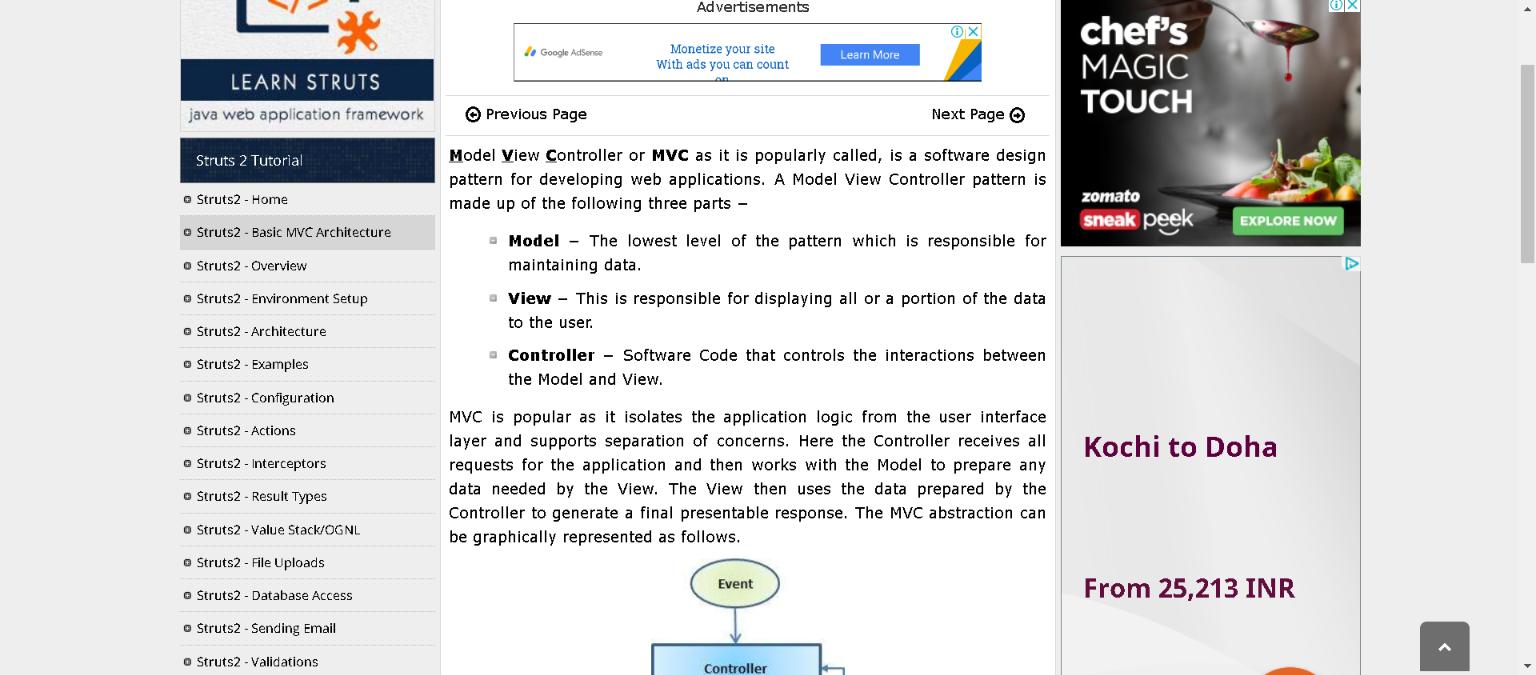 LEARN STRUTS
java web application framework
Struts 2 Tutorial
Struts2 - Home
Struts2 - Basic MVC Architecture
Struts2 - Overview
Struts2 - Environment Setup
Struts2 - Architecture
Struts2 - Examples
Struts2 - Configuration
Struts2 - Actions
Struts2 - Interceptors
Struts2 - Result Types
Struts2 - Value Stack/OGNL
Struts2 - File Uploads
Struts2 - Database Access
Struts2 - Sending Email
Struts2 - Validations
Advertisements
Google AdSense
Monetize your site
With ads you can count
on
Learn More
Previous Page
Next Page
Model View Controller or MVC as it is popularly called, is a software design
pattern for developing web applications. A Model View Controller pattern is
made up of the following three parts −
Model − The lowest level of the pattern which is responsible for
maintaining data.
View − This is responsible for displaying all or a portion of the data
to the user.
Controller − Software Code that controls the interactions between
the Model and View.
MVC is popular as it isolates the application logic from the user interface
layer and supports separation of concerns. Here the Controller receives all
requests for the application and then works with the Model to prepare any
data needed by the View. The View then uses the data prepared by the
Controller to generate a final presentable response. The MVC abstraction can
be graphically represented as follows.
Event
Controller
chef's
MAGIC
TOUCH
zomato
sneak peek
EXPLORE NOW
Kochi to Doha
From 25,213 INR